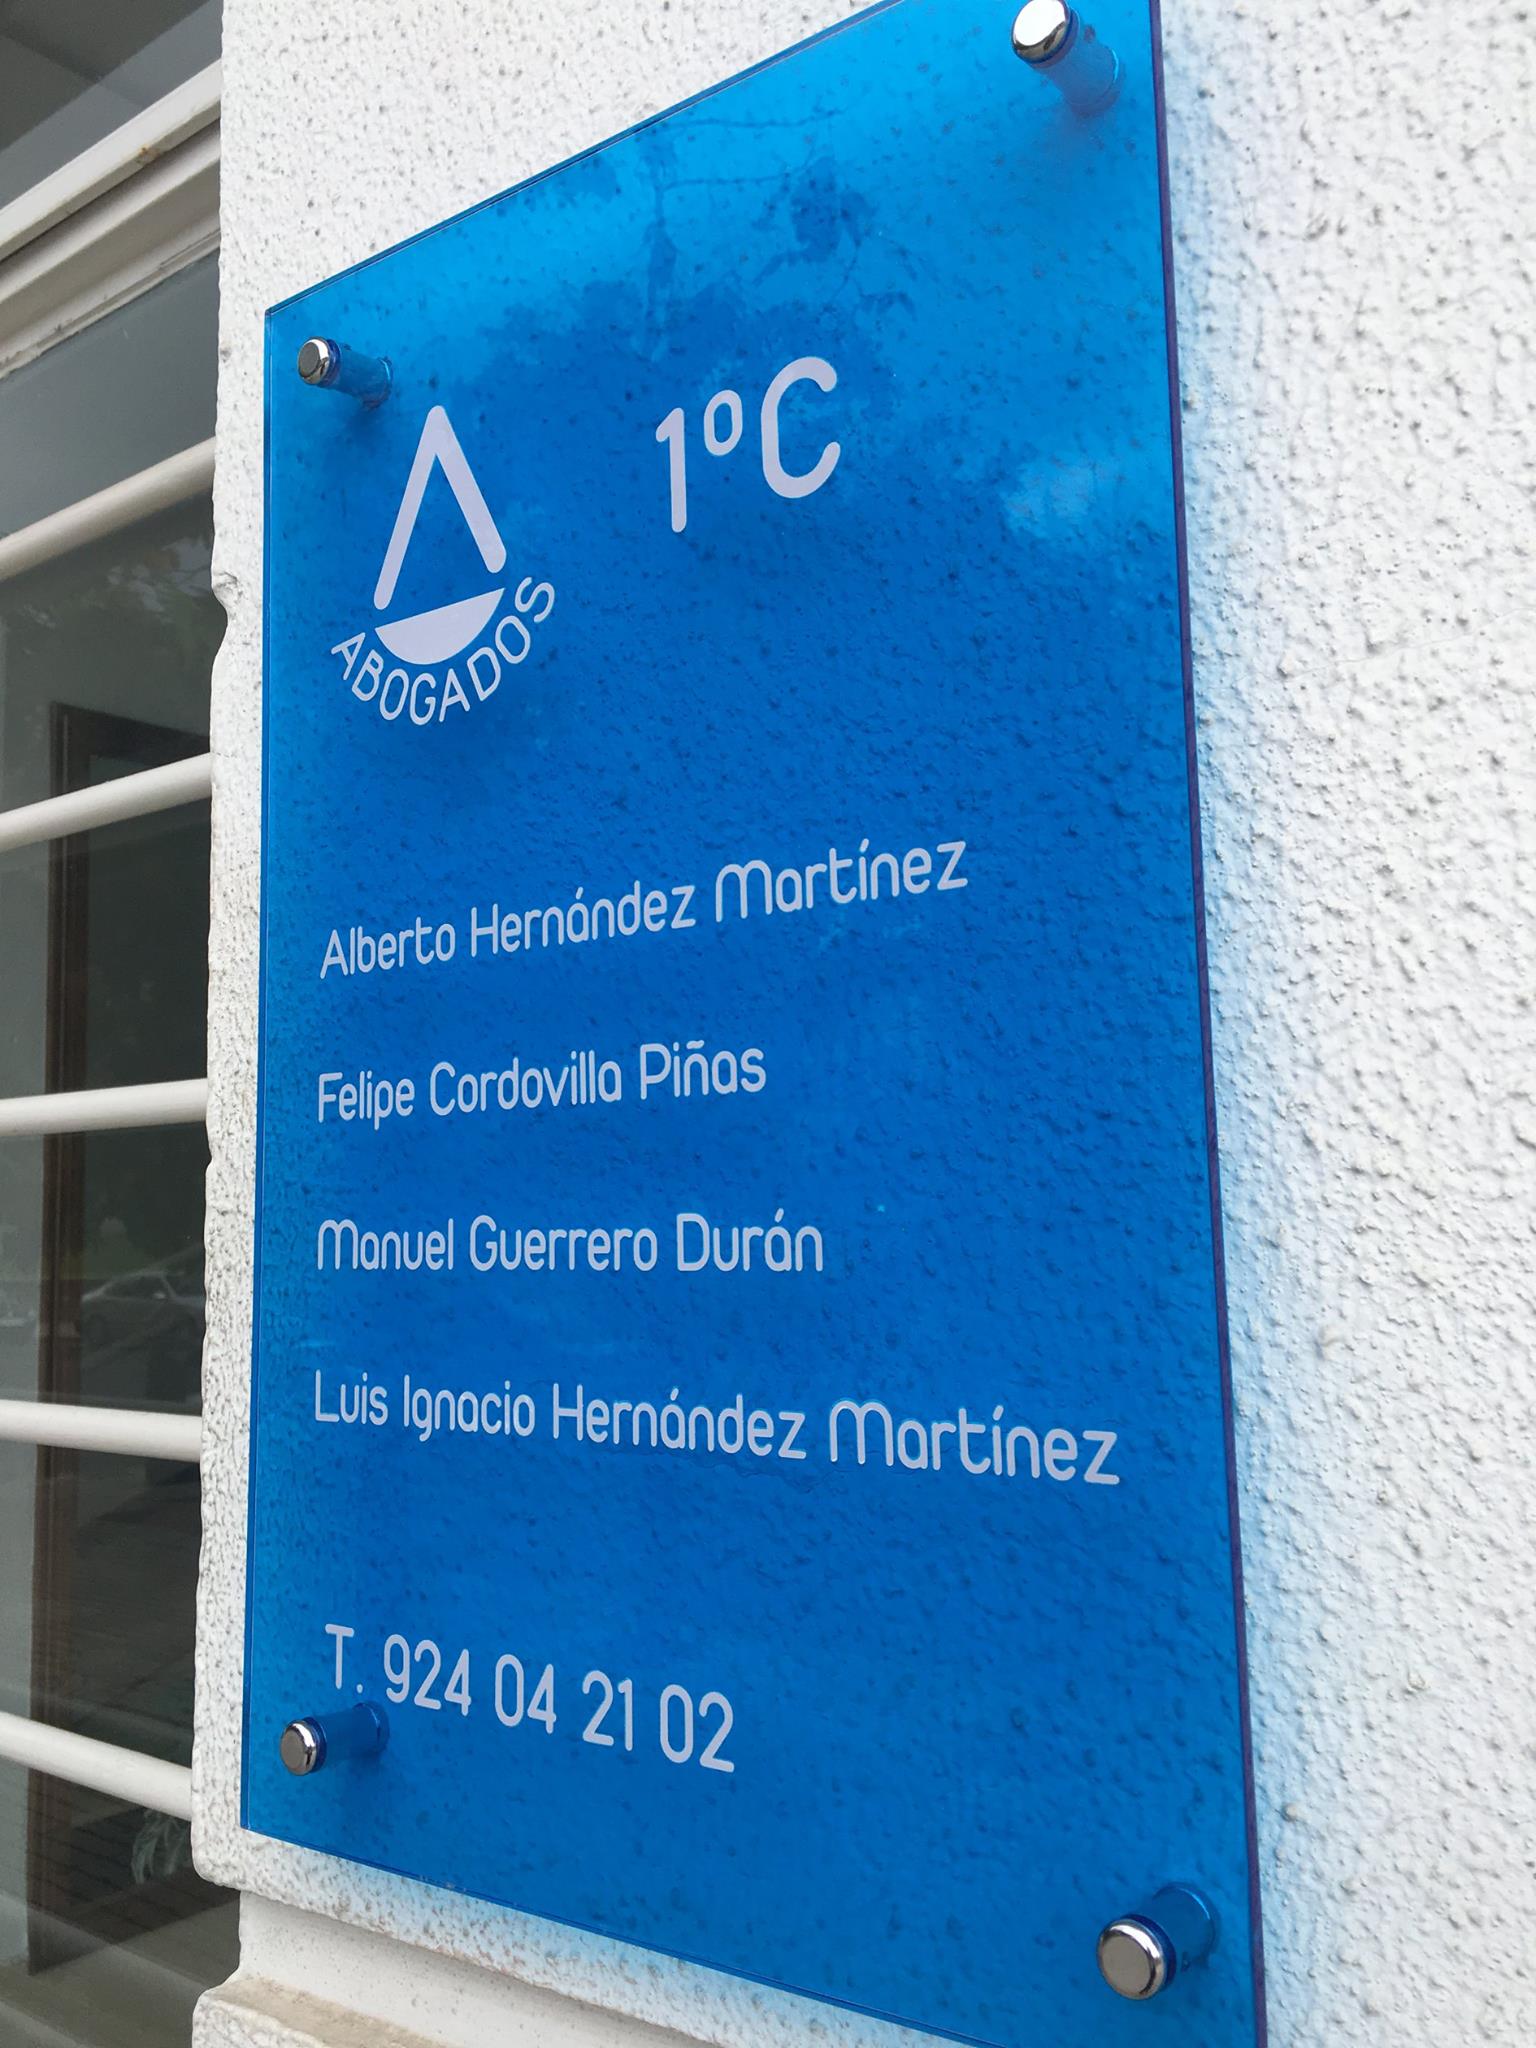 1ºC
ABOGADOS
Alberto Hernández Martínez
Felipe Cordovilla Piñas
Manuel Guerrero Durán
Luis Ignacio Hernández Martínez
T. 924 04 21 02